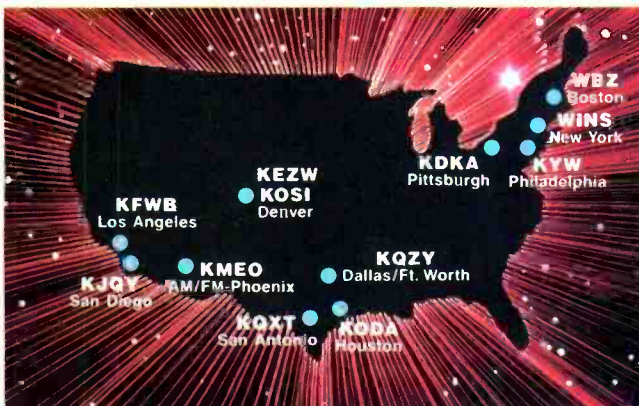 WBZ
Boston
WINS
New York
KDKA
Pittsburgh
KYW
Philadelphia
KEZW
KOSI
Denver
KFWB
Los Angeles
KJQY
San Diego
KMEO
AM/FM-Phoenix
KQZY
Dallas/Ft. Worth
KQXT
San Antonio
KODA
Houston